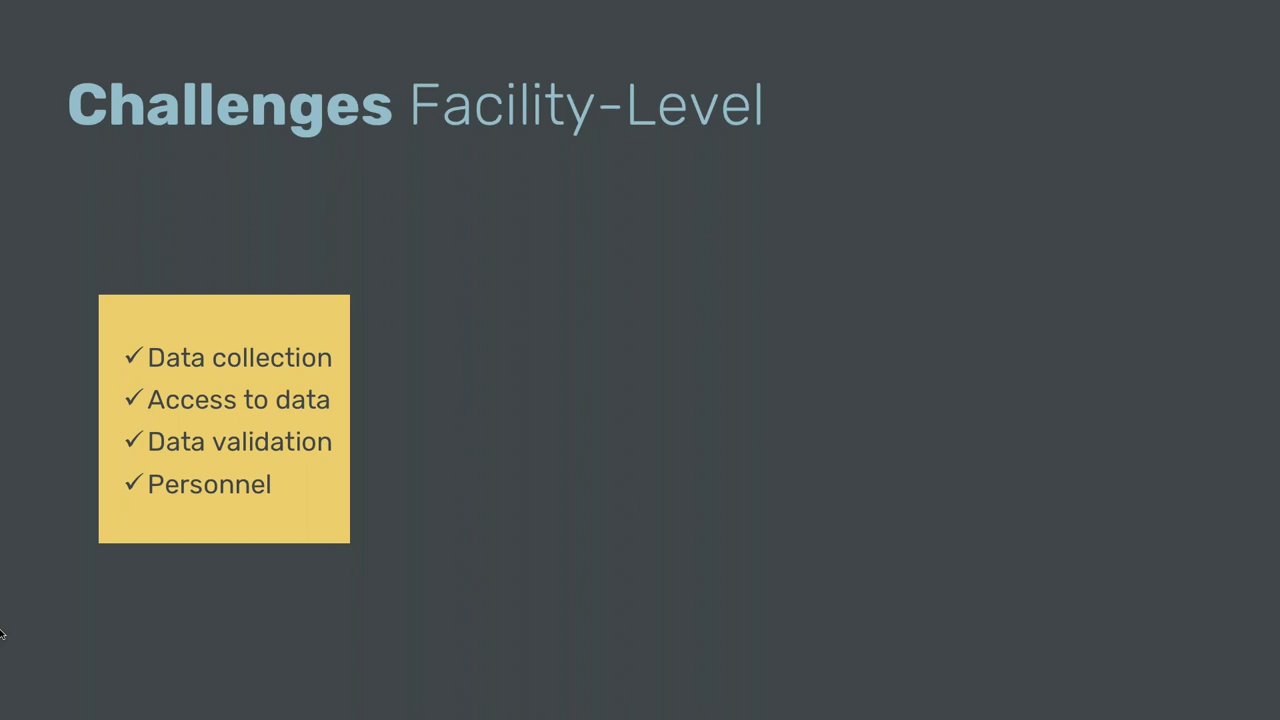 Challenges Facility-Level
✓ Data collection
✓ Access to data
✓ Data validation
✓ Personnel